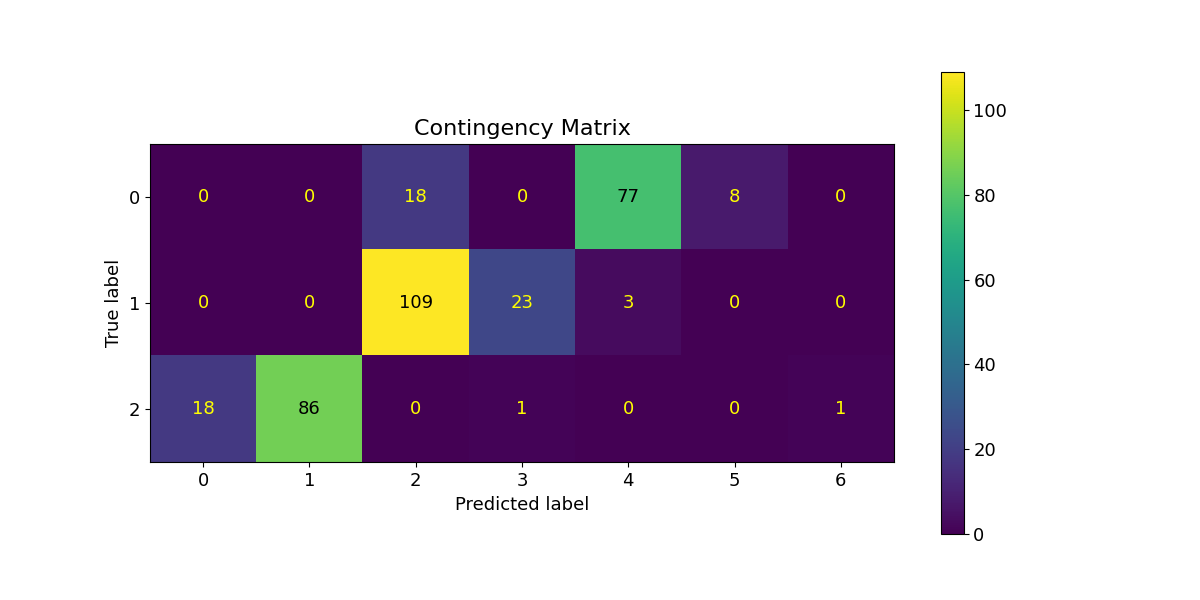 Contingency Matrix
True label
0 0 0 18 0 77 8 0
1 0 0 109 23 3 0 0
2 18 86 0 1 0 0 1
0 1 2 3 4 5 6
Predicted label
100
80
60
40
20
0